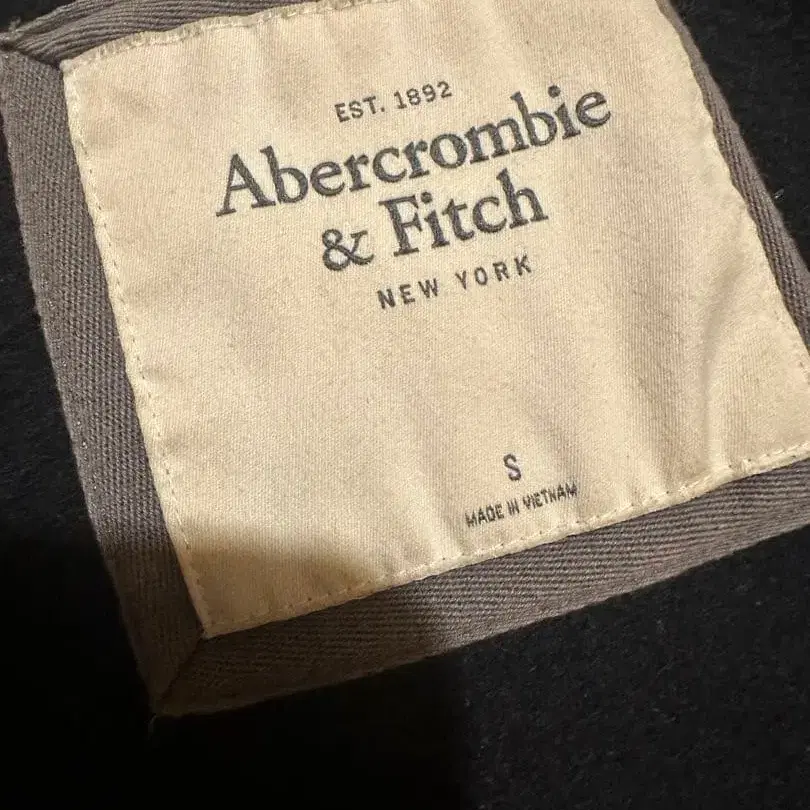 EST. 1892
Abercrombie
& Fitch
NEW YORK
S
MADE IN VIETNAM